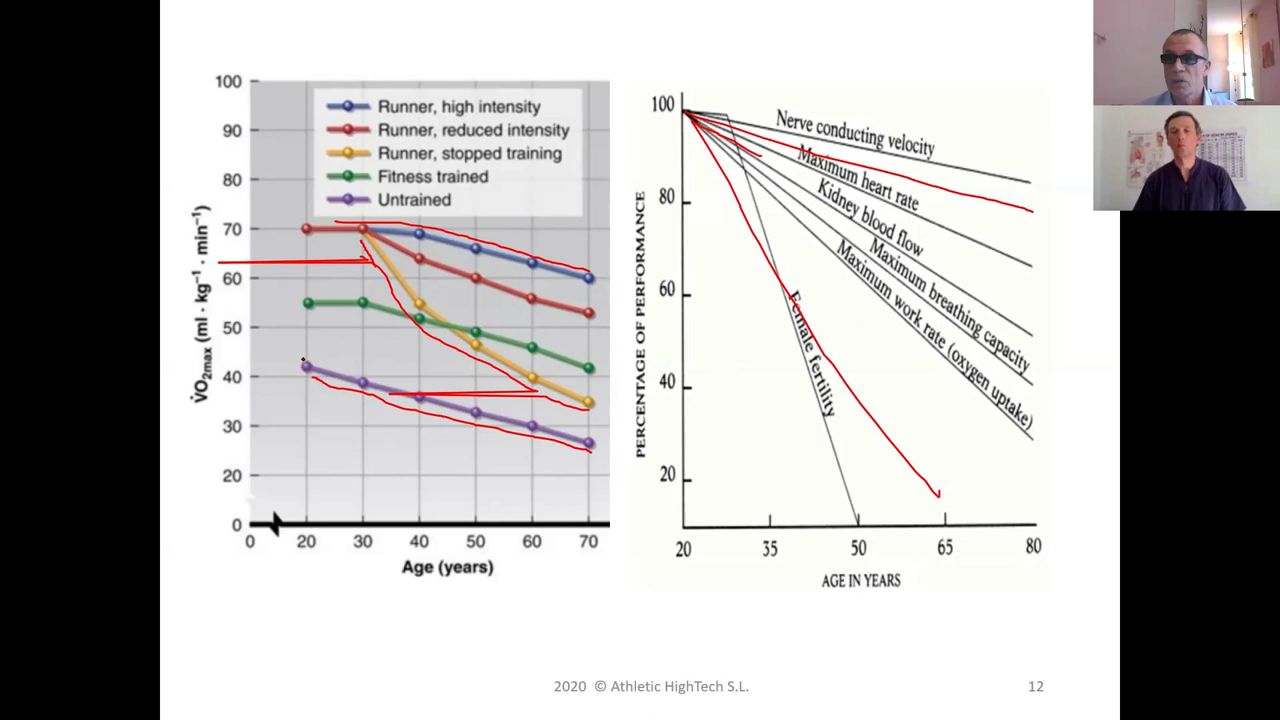 100
90
80
70
60
50
40
30
20
0
V̇O2max (ml · kg−1 · min−1)
Runner, high intensity
Runner, reduced intensity
Runner, stopped training
Fitness trained
Untrained
0 20 30 40 50 60 70
Age (years)
100
80
60
40
20
PERCENTAGE OF PERFORMANCE
Nerve conducting velocity
Maximum heart rate
Kidney blood flow
Maximum breathing capacity
Maximum work rate (oxygen uptake)
Female fertility
20 35 50 65 80
AGE IN YEARS
2020 © Athletic HighTech S.L.
12